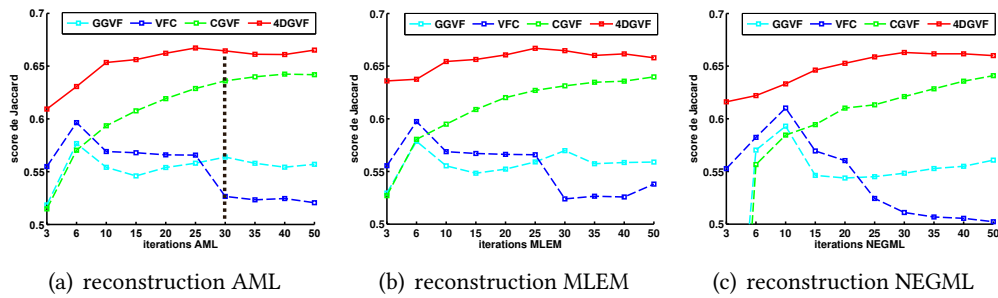 GGVF VFC CGVF 4DGVF
score de Jaccard
0.7
0.65
0.6
0.55
0.5
3 6 10 15 20 25 30 35 40 50
iterations AML
(a) reconstruction AML
GGVF VFC CGVF 4DGVF
score de Jaccard
0.7
0.65
0.6
0.55
0.5
3 6 10 15 20 25 30 35 40 50
iterations MLEM
(b) reconstruction MLEM
GGVF VFC CGVF 4DGVF
score de Jaccard
0.7
0.65
0.6
0.55
0.5
3 6 10 15 20 25 30 35 40 50
iterations NEGML
(c) reconstruction NEGML